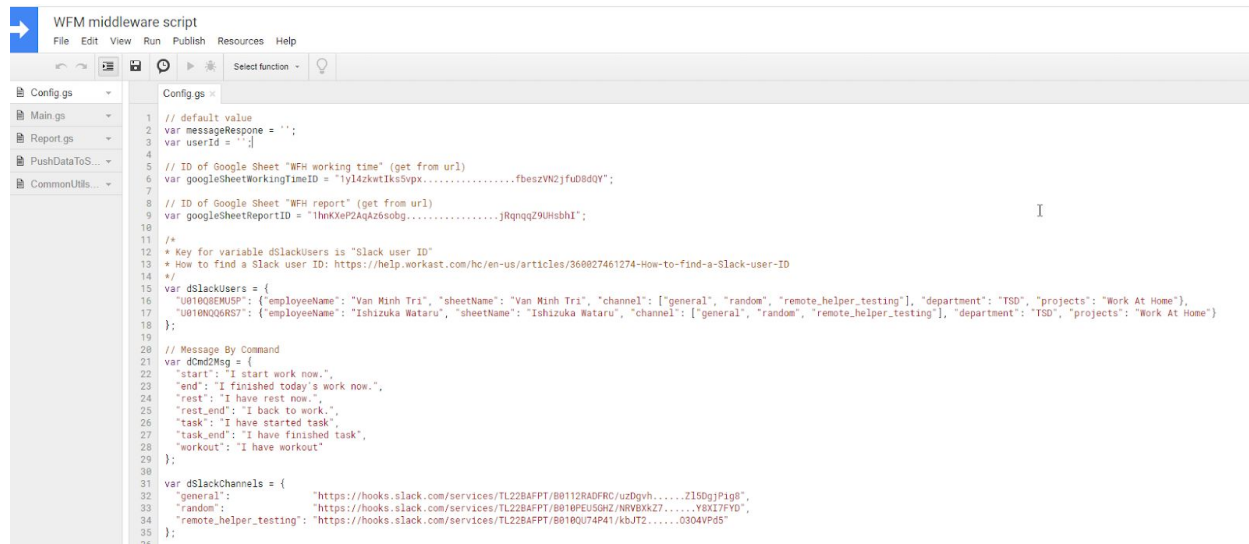 WFM middleware script
File Edit View Run Publish Resources Help
Select function
Config.gs
Main.gs
Report.gs
PushDataToS...
CommonUtils...
Config.gs ×
1 // default value
2 var messageRespone = '';
3 var userId = '';
4
5 // ID of Google Sheet "WFH working time" (get from url)
6 var googleSheetWorkingTimeID = "1yl4zkwtIks5vpx.................fbeszVN2jfuD8dQY";
7
8 // ID of Google Sheet "WFH report" (get from url)
9 var googleSheetReportID = "1hnKXeP2AqAz6sobg.................jRqnqqZ9UHsbhI";
10
11 /*
12 * Key for variable dSlackUsers is "Slack user ID"
13 * How to find a Slack user ID: https://help.workast.com/hc/en-us/articles/360027461274-How-to-find-a-Slack-user-ID
14 */
15 var dSlackUsers = {
16 "U010Q8EMU5P": {"employeeName": "Van Minh Tri", "sheetName": "Van Minh Tri", "channel": ["general", "random", "remote_helper_testing"], "department": "TSD", "projects": "Work At Home"},
17 "U010NQQ6RS7": {"employeeName": "Ishizuka Wataru", "sheetName": "Ishizuka Wataru", "channel": ["general", "random", "remote_helper_testing"], "department": "TSD", "projects": "Work At Home"}
18 };
19
20 // Message By Command
21 var dCmd2Msg = {
22 "start": "I start work now.",
23 "end": "I finished today's work now.",
24 "rest": "I have rest now.",
25 "rest_end": "I back to work.",
26 "task": "I have started task",
27 "task_end": "I have finished task",
28 "workout": "I have workout"
29 };
30
31 var dSlackChannels = {
32 "general": "https://hooks.slack.com/services/TL22BAFPT/B0112RADFRC/uzDgvh......Zl5DgjPig8",
33 "random": "https://hooks.slack.com/services/TL22BAFPT/B010PEU5GHZ/NRVBXkZ7......Y8XI7FYD",
34 "remote_helper_testing": "https://hooks.slack.com/services/TL22BAFPT/B010QU74P41/kbJT2......O3O4VPd5"
35 };